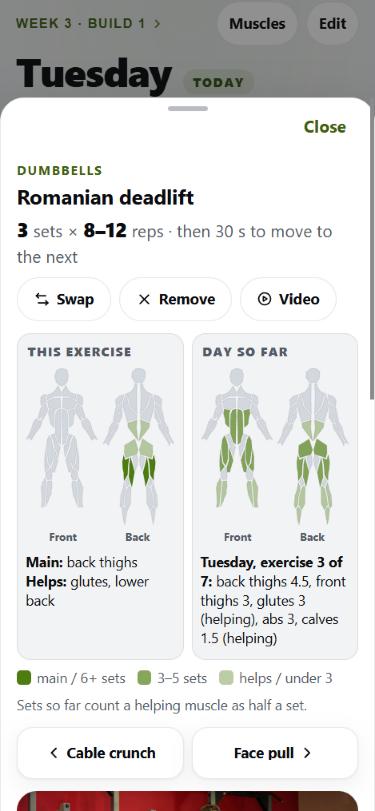 WEEK 3 · BUILD 1 >
Muscles
Edit
Tuesday
TODAY
Close
DUMBBELLS
Romanian deadlift
3 sets × 8–12 reps · then 30 s to move to
the next
Swap
Remove
Video
THIS EXERCISE
Front
Back
Main: back thighs
Helps: glutes, lower
back
DAY SO FAR
Front
Back
Tuesday, exercise 3 of
7: back thighs 4.5, front
thighs 3, glutes 3
(helping), abs 3, calves
1.5 (helping)
main / 6+ sets
3–5 sets
helps / under 3
Sets so far count a helping muscle as half a set.
Cable crunch
Face pull